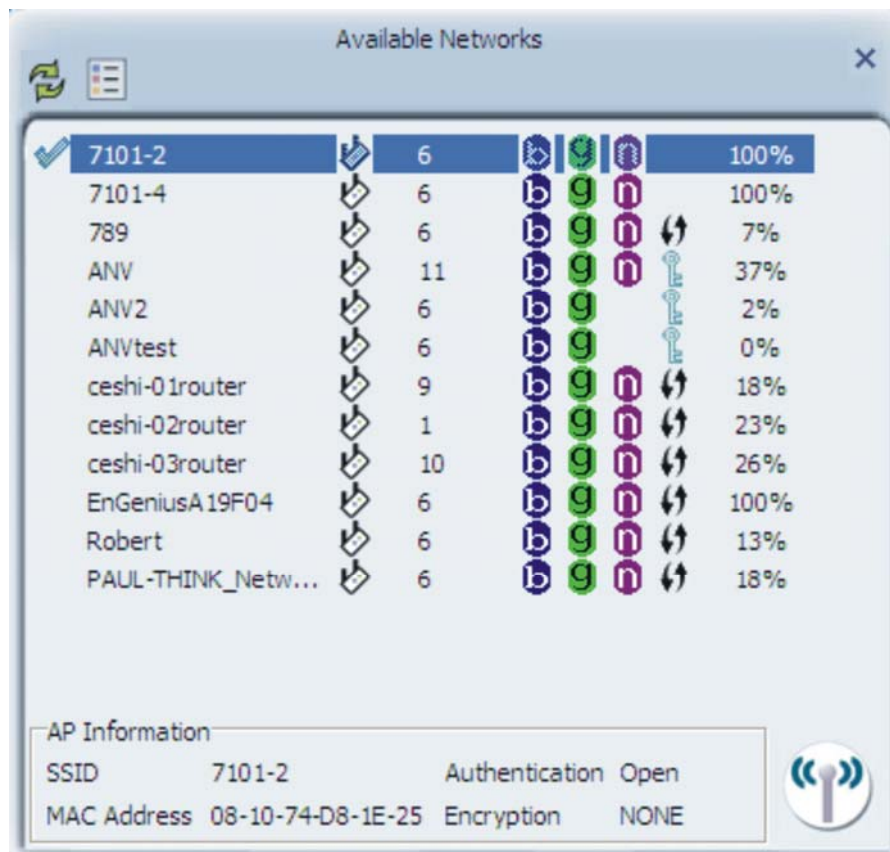 Available Networks
7101-2 6 b g n 100%
7101-4 6 b g n 100%
789 6 b g n 7%
ANV 11 b g n 37%
ANV2 6 b g 2%
ANVtest 6 b g 0%
ceshi-01router 9 b g n 18%
ceshi-02router 1 b g n 23%
ceshi-03router 10 b g n 26%
EnGeniusA19F04 6 b g n 100%
Robert 6 b g n 13%
PAUL-THINK_Netw... 6 b g n 18%
AP Information
SSID 7101-2 Authentication Open
MAC Address 08-10-74-D8-1E-25 Encryption NONE